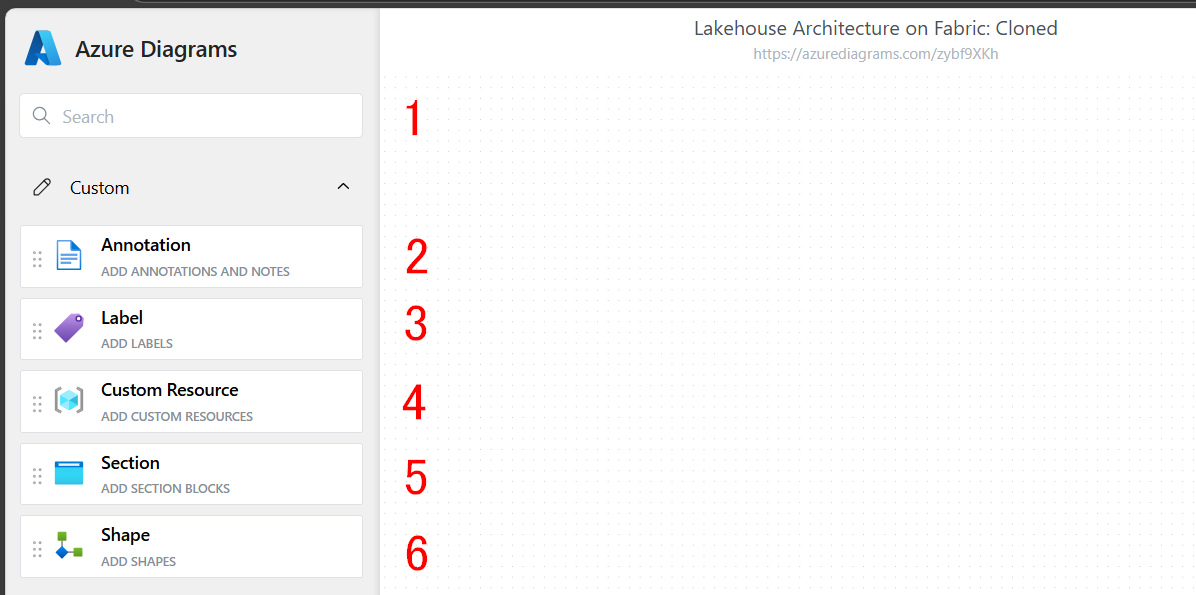 Azure Diagrams
Lakehouse Architecture on Fabric: Cloned
https://azurediagrams.com/zybf9XKh
Search
1
Custom
Annotation
ADD ANNOTATIONS AND NOTES
2
Label
ADD LABELS
3
Custom Resource
ADD CUSTOM RESOURCES
4
Section
ADD SECTION BLOCKS
5
Shape
ADD SHAPES
6